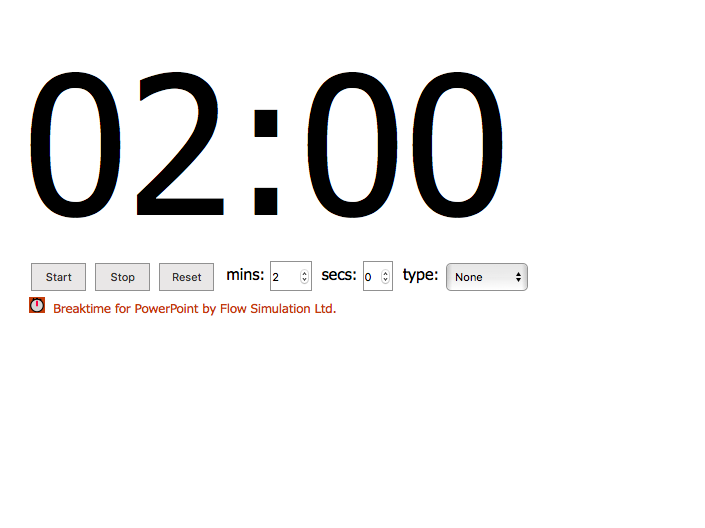 02:00
Start Stop Reset mins: 2 secs: 0 type: None
Breaktime for PowerPoint by Flow Simulation Ltd.